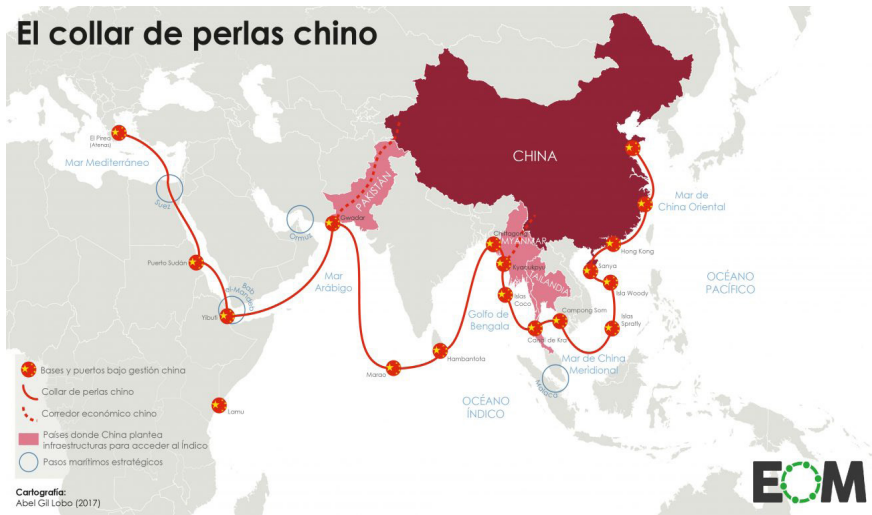 El collar de perlas chino
CHINA
El Pireo
(Atenas)
Mar Mediterráneo
Suez
PAKISTÁN
Gwadar
Ormuz
Mar de
China Oriental
Hong Kong
Chittagong
MYANMAR
Kyaukpyu
TAILANDIA
Sanya
Isla Woody
OCÉANO
PACÍFICO
Puerto Sudán
Bab
el-Mandeb
Yibuti
Mar
Arábigo
Islas
Coco
Golfo de
Bengala
Campong Som
Islas
Spratly
Canal de Kra
Mar de China
Meridional
Hambantota
Marao
Malaca
OCÉANO
ÍNDICO
Lamu
Bases y puertos bajo gestión china
Collar de perlas chino
Corredor económico chino
Países donde China plantea
infraestructuras para acceder al Índico
Pasos marítimos estratégicos
Cartografía:
Abel Gil Lobo (2017)
EOM